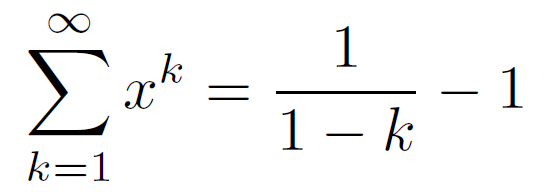 $$\sum_{k=1}^{\infty} x^k = \frac{1}{1-k} - 1$$